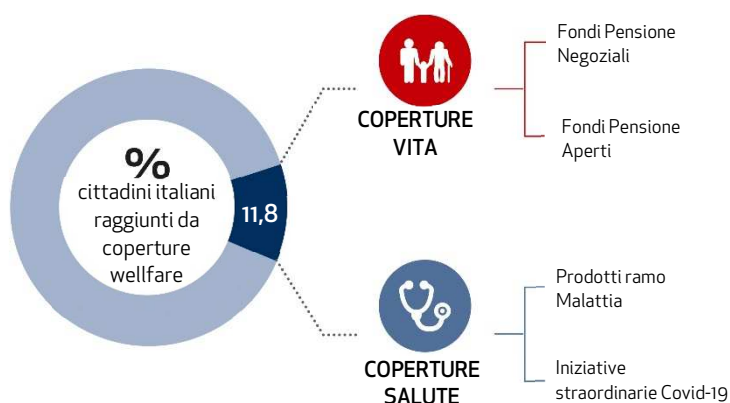 %
cittadini italiani
raggiunti da
coperture
wellfare
11,8
COPERTURE
VITA
Fondi Pensione
Negoziali
Fondi Pensione
Aperti
COPERTURE
SALUTE
Prodotti ramo
Malattia
Iniziative
straordinarie Covid-19